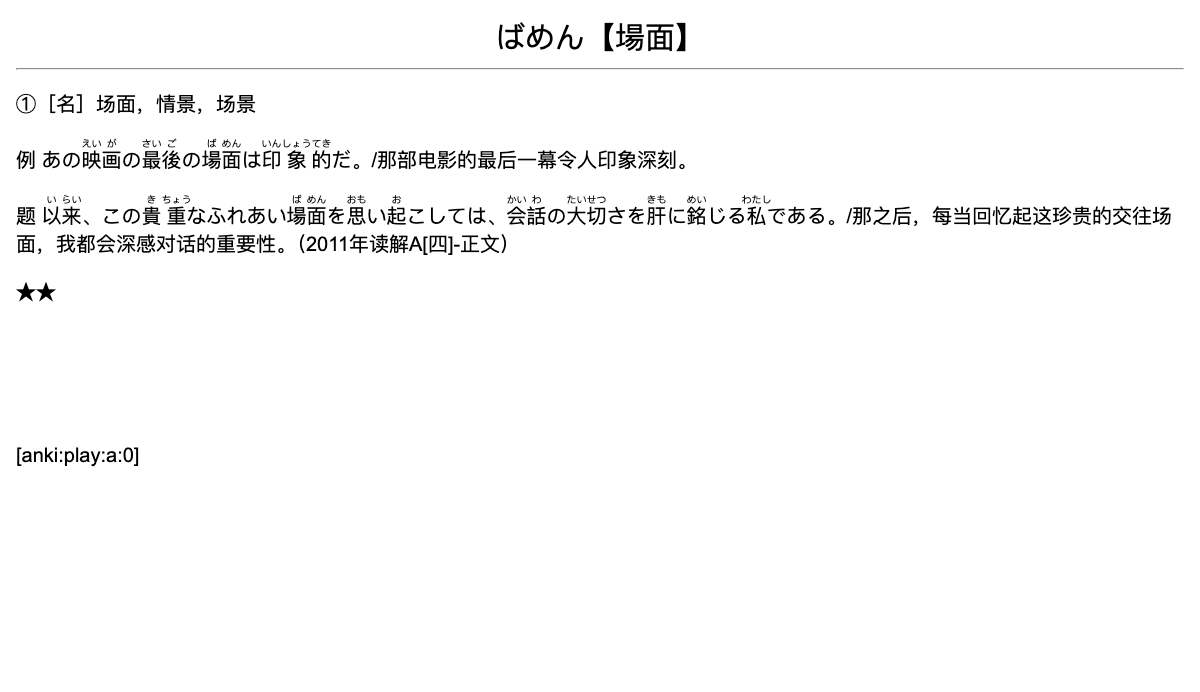 ばめん【場面】
①［名］场面，情景，场景
例 あの映画の最後の場面は印象的だ。/那部电影的最后一幕令人印象深刻。
えいが さいご ばめん いんしょうてき
题 以来、この貴重なふれあい場面を思い起こしては、会話の大切さを肝に銘じる私である。/那之后，每当回忆起这珍贵的交往场
いらい きちょう ばめん おも お かいわ たいせつ きも めい わたし
面，我都会深感对话的重要性。（2011年读解A[四]-正文）
★★
[anki:play:a:0]